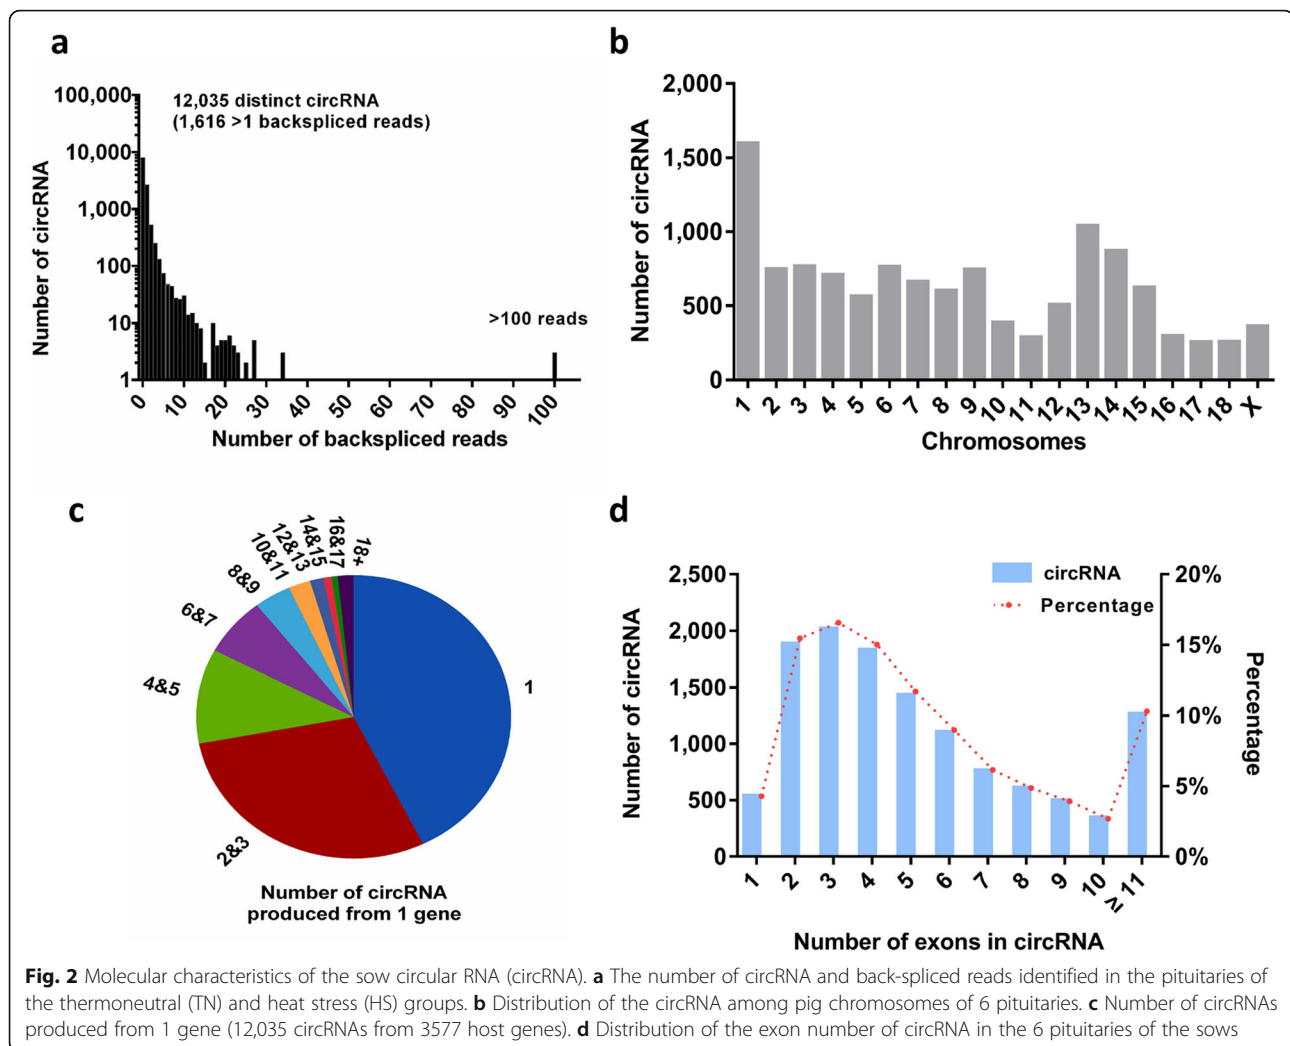 a
100,000
10,000
1,000
100
10
1
Number of circRNA
12,035 distinct circRNA
(1,616 >1 backspliced reads)
>100 reads
0 10 20 30 40 50 60 70 80 90 100
Number of backspliced reads
b
2,000
1,500
1,000
500
0
Number of circRNA
1 2 3 4 5 6 7 8 9 10 11 12 13 14 15 16 17 18 X
Chromosomes
c
1
2&3
4&5
6&7
8&9
10&11
12&13
14&15
16&17
18+
Number of circRNA
produced from 1 gene
d
2,500
2,000
1,500
1,000
500
0
Number of circRNA
circRNA
Percentage
20%
15%
10%
5%
0%
Percentage
1 2 3 4 5 6 7 8 9 10 ≥ 11
Number of exons in circRNA
Fig. 2 Molecular characteristics of the sow circular RNA (circRNA). a The number of circRNA and back-spliced reads identified in the pituitaries of
the thermoneutral (TN) and heat stress (HS) groups. b Distribution of the circRNA among pig chromosomes of 6 pituitaries. c Number of circRNAs
produced from 1 gene (12,035 circRNAs from 3577 host genes). d Distribution of the exon number of circRNA in the 6 pituitaries of the sows